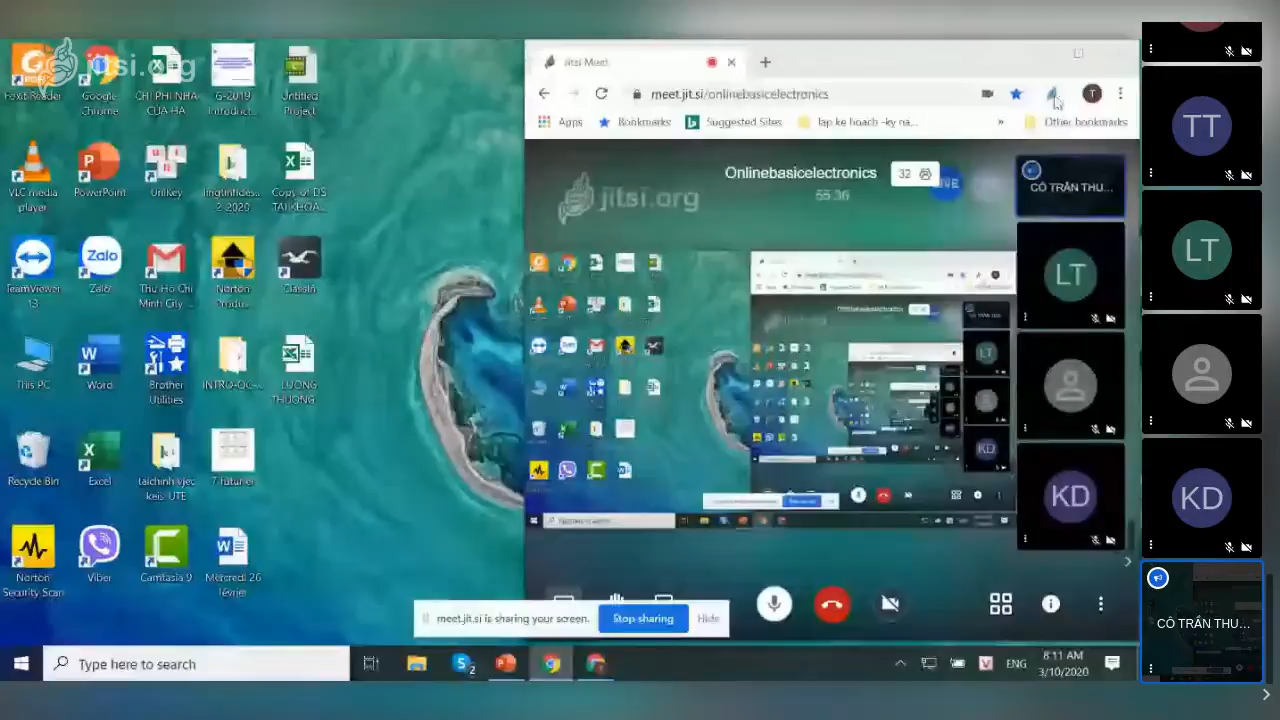 jitsi.org
Foxit Reader
Google Chrome
CHI PHI NHA CUA HA
G-2019 Introduct...
Untitled Project
VLC media player
PowerPoint
Unikey
2-2020
Copy of DS TAI KHOA...
TeamViewer 13
Zalo
Zalo
Thu Ho Chi Minh City ...
Norton Produ...
ClassIn
This PC
Word
Brother Utilities
INTRO-QC-...
LUONG THUONG ...
Recycle Bin
Excel
taichinh viec keis UTE
Norton Security Scan
Viber
Camtasia 9
Mercredi 26 février
Jitsi Meet
meet.jit.si/onlinebasicelectronics
T
Apps
Bookmarks
Suggested Sites
lap ke hoach -ky na...
»
Other bookmarks
jitsi.org
Onlinebasicelectronics
32
55:36
CÔ TRẦN THU...
LT
KD
meet.jit.si is sharing your screen.
Stop sharing
Hide
Type here to search
2
ENG
8:11 AM
3/10/2020
TT
LT
KD
CÔ TRẦN THU...